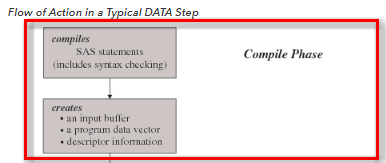 Flow of Action in a Typical DATA Step
compiles
SAS statements
(includes syntax checking)
Compile Phase
creates
• an input buffer
• a program data vector
• descriptor information